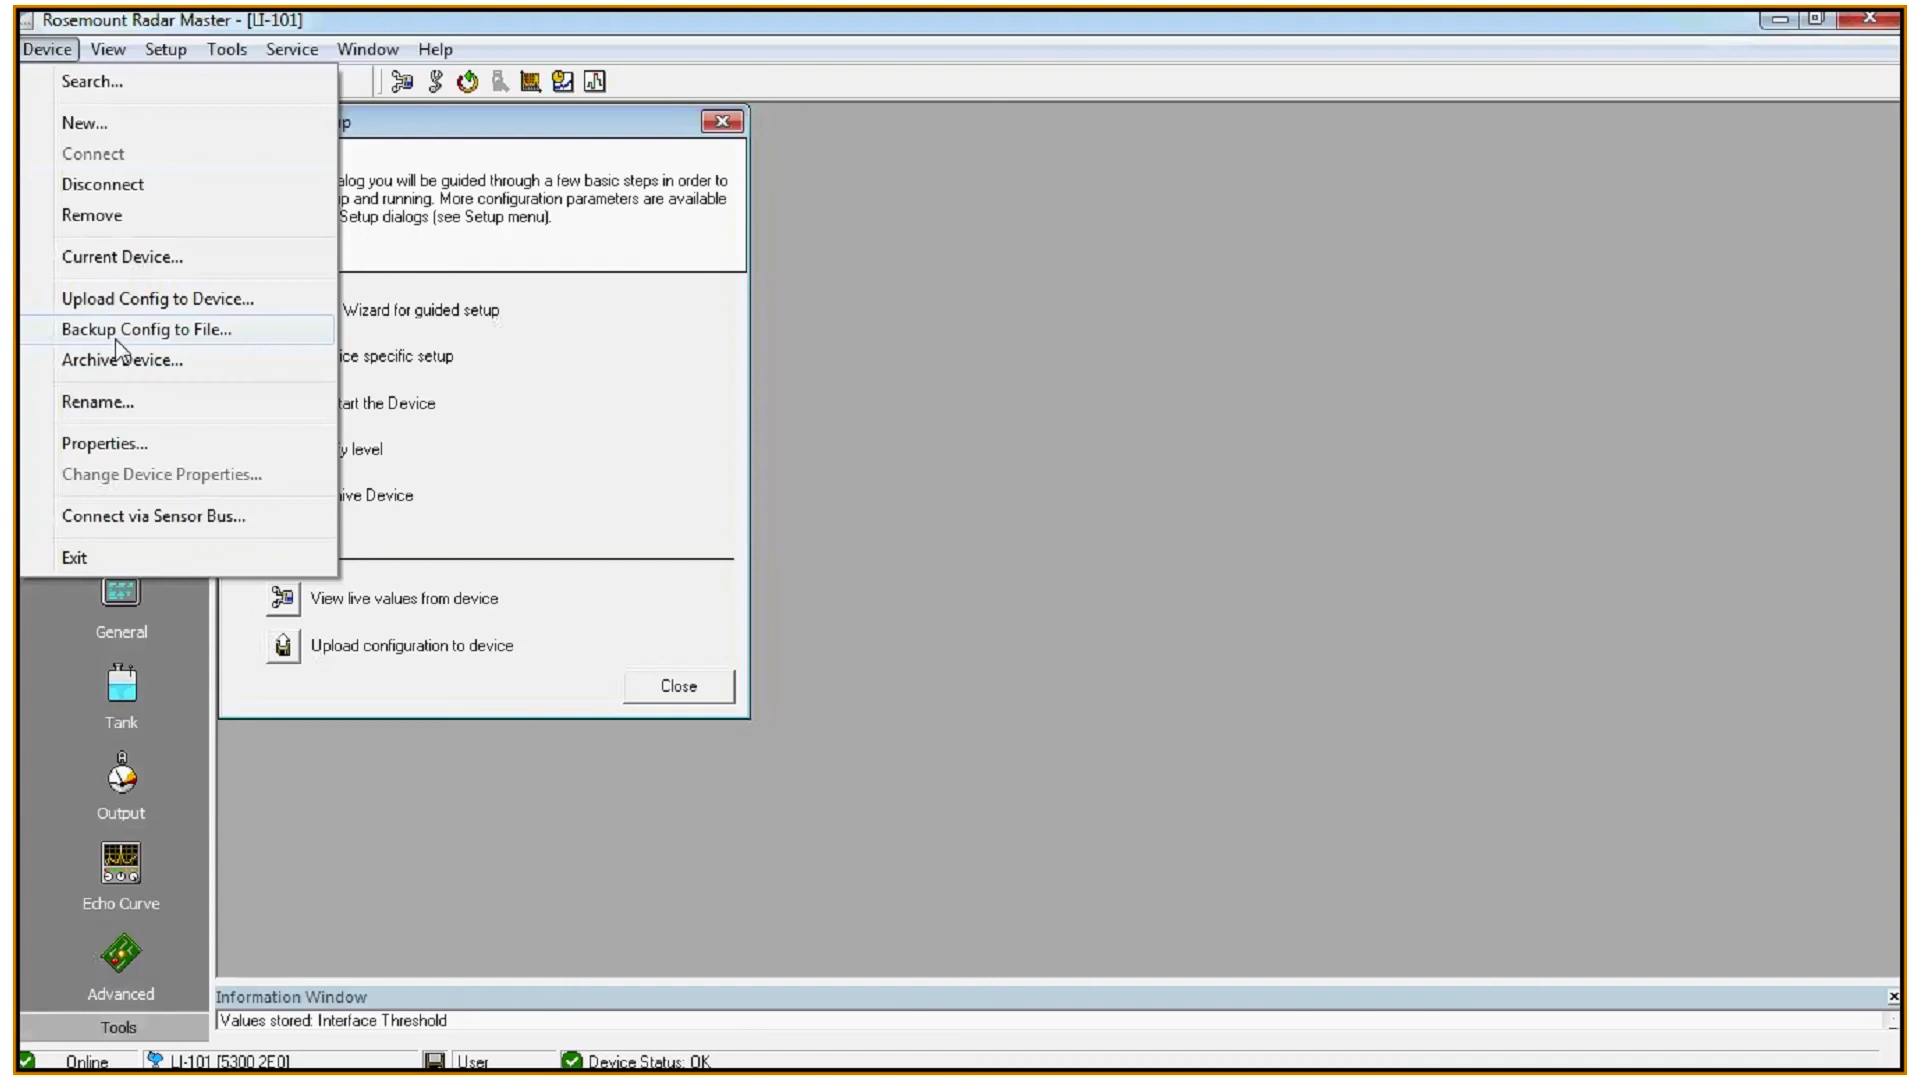 Rosemount Radar Master - [LI-101]
Device View Setup Tools Service Window Help
Search...
New...
Connect
Disconnect
Remove
Current Device...
Upload Config to Device...
Backup Config to File...
Archive Device...
Rename...
Properties...
Change Device Properties...
Connect via Sensor Bus...
Exit
up
alog you will be guided through a few basic steps in order to
up and running. More configuration parameters are available
Setup dialogs (see Setup menu).
Wizard for guided setup
ice specific setup
tart the Device
y level
ive Device
View live values from device
Upload configuration to device
Close
General
Tank
Output
Echo Curve
Advanced
Tools
Information Window
Values stored: Interface Threshold
Online LI-101 [5300 2E0] User Device Status: OK